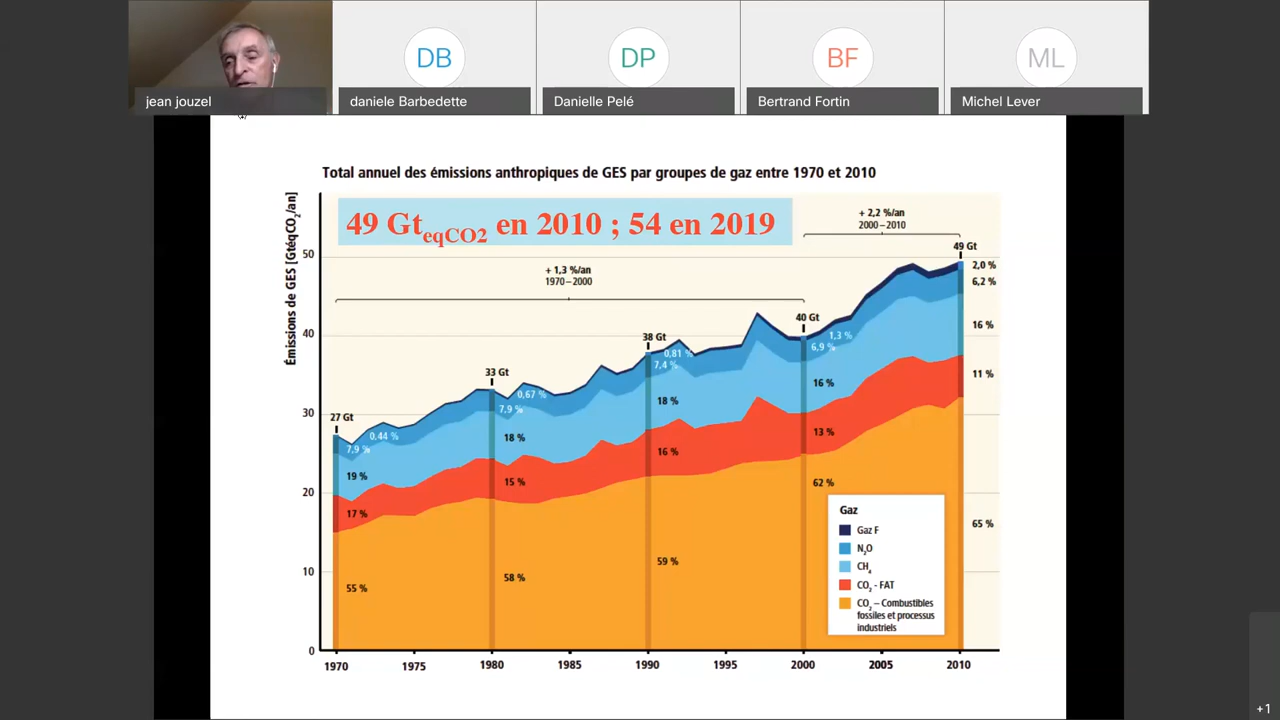 DB
DP
BF
ML
jean jouzel
daniele Barbedette
Danielle Pelé
Bertrand Fortin
Michel Lever
Total annuel des émissions anthropiques de GES par groupes de gaz entre 1970 et 2010
Émissions de GES [GtéqCO2/an]
49 GteqCO2 en 2010 ; 54 en 2019
+ 2,2 %/an
2000–2010
+ 1,3 %/an
1970–2000
50
40
30
20
10
0
27 Gt
0,44 %
7,9 %
19 %
17 %
55 %
33 Gt
0,67 %
7,9 %
18 %
15 %
58 %
38 Gt
0,81 %
7,4 %
18 %
16 %
59 %
40 Gt
1,3 %
6,9 %
16 %
13 %
62 %
49 Gt
2,0 %
6,2 %
16 %
11 %
65 %
Gaz
Gaz F
N2O
CH4
CO2 - FAT
CO2 – Combustibles
fossiles et processus
industriels
1970
1975
1980
1985
1990
1995
2000
2005
2010
+1